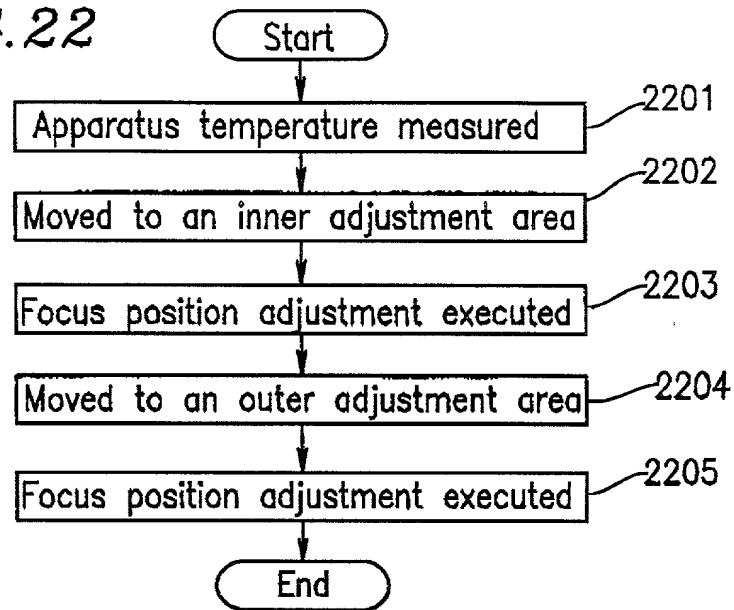 .22
Start
Apparatus temperature measured
2201
Moved to an inner adjustment area
2202
Focus position adjustment executed
2203
Moved to an outer adjustment area
2204
Focus position adjustment executed
2205
End